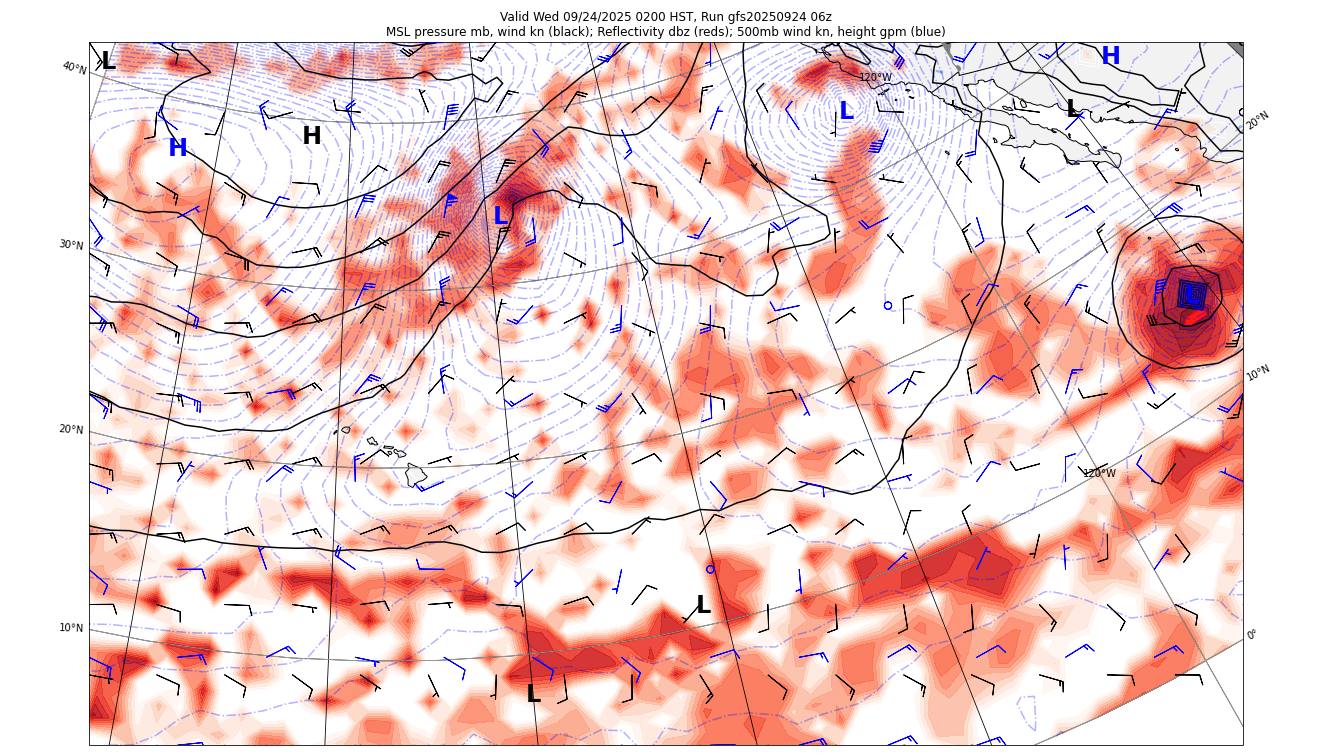 Valid Wed 09/24/2025 0200 HST, Run gfs20250924 06z
MSL pressure mb, wind kn (black); Reflectivity dbz (reds); 500mb wind kn, height gpm (blue)
L
H
40°N
120°W
L
L
20°N
H
H
L
30°N
L
10°N
20°N
120°W
L
10°N
0°
L